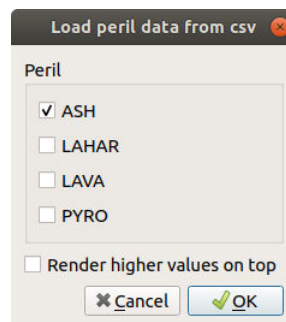 Load peril data from csv
Peril
ASH
LAHAR
LAVA
PYRO
Render higher values on top
Cancel OK